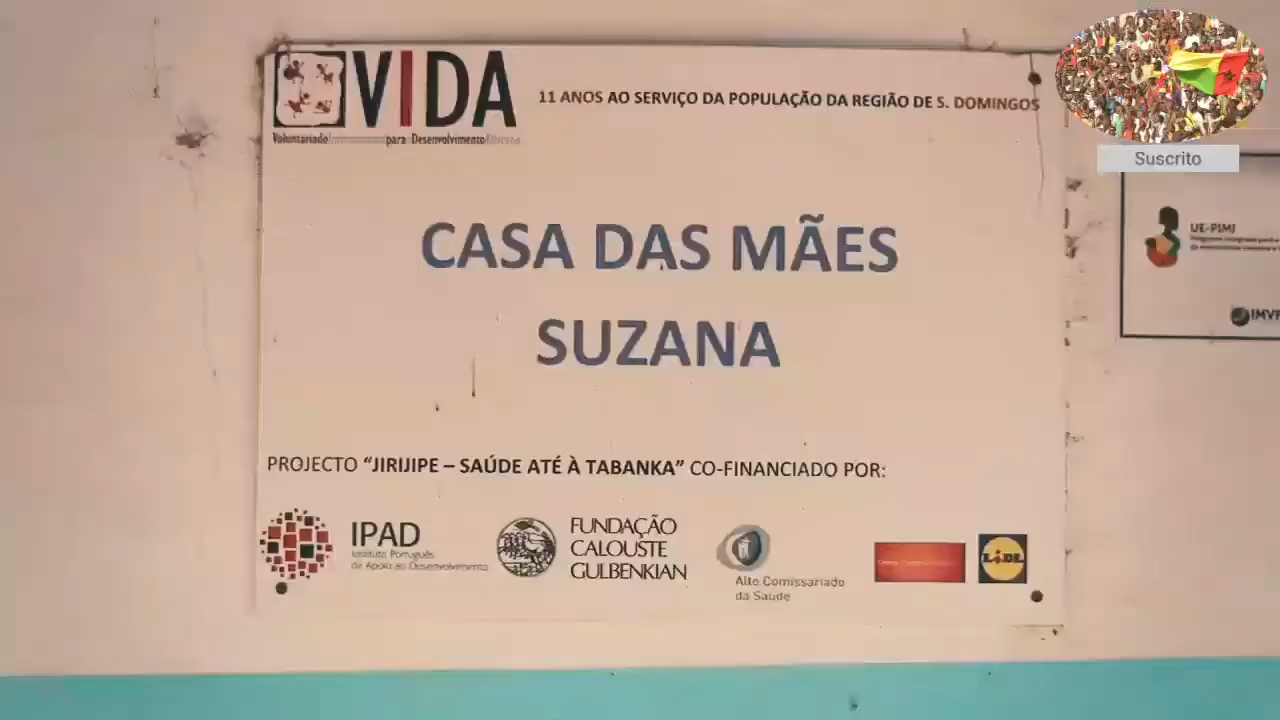 VIDA
Voluntariado para Desenvolvimento
11 ANOS AO SERVIÇO DA POPULAÇÃO DA REGIÃO DE S. DOMINGOS
Suscrito
CASA DAS MÃES
SUZANA
UE-PIMI
IMVF
PROJECTO “JIRIJIPE – SAÚDE ATÉ À TABANKA” CO-FINANCIADO POR:
IPAD
Instituto Português
de Apoio ao Desenvolvimento
FUNDAÇÃO
CALOUSTE
GULBENKIAN
Alto Comissariado
da Saúde
LIDL